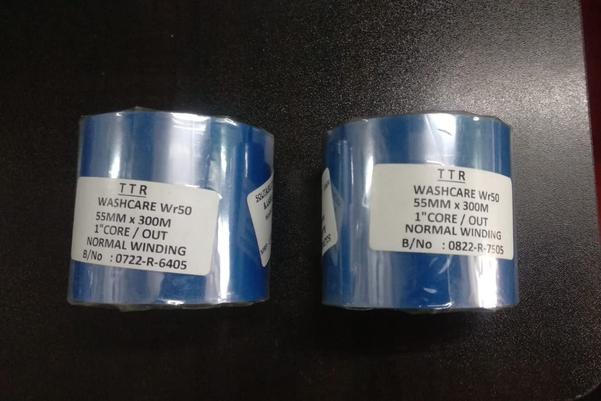 TTR
WASHCARE Wr50
55MM x 300M
1"CORE / OUT
NORMAL WINDING
B/No : 0722-R-6405
TTR
WASHCARE Wr50
55MM x 300M
1"CORE / OUT
NORMAL WINDING
B/No : 0822-R-7505